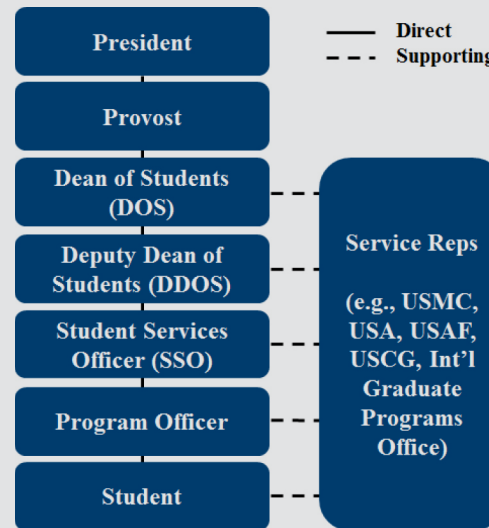 President
Direct
Supporting
Provost
Dean of Students
(DOS)
Deputy Dean of
Students (DDOS)
Student Services
Officer (SSO)
Program Officer
Student
Service Reps
(e.g., USMC,
USA, USAF,
USCG, Int’l
Graduate
Programs
Office)